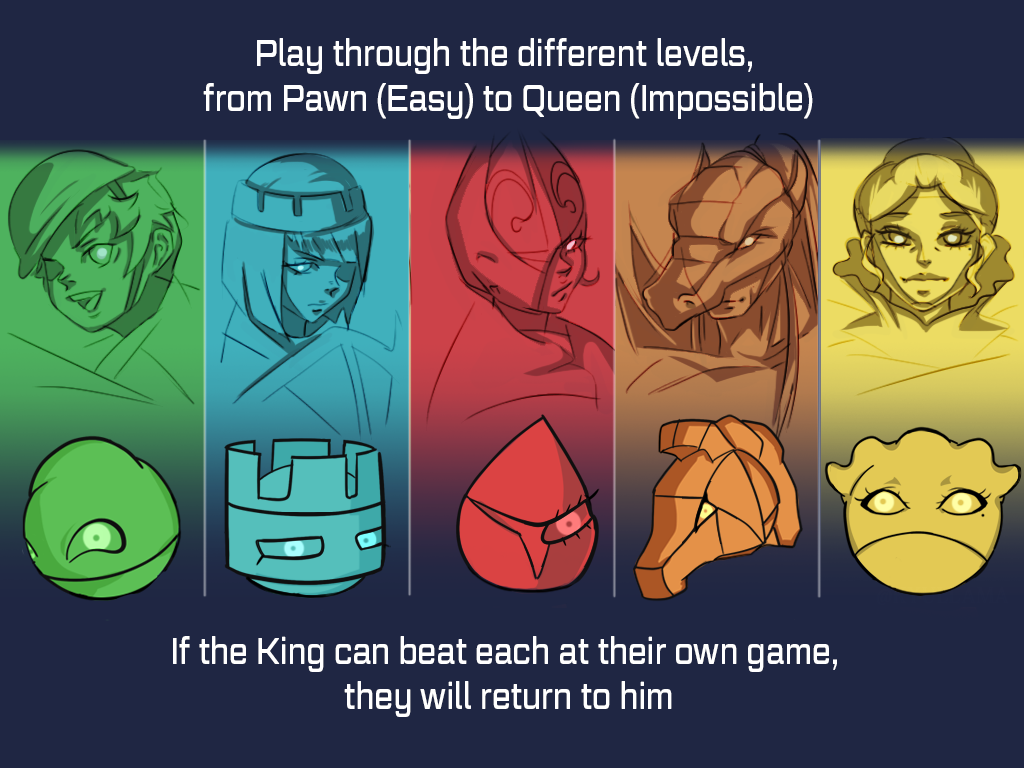 Play through the different levels,
from Pawn (Easy) to Queen (Impossible)
If the King can beat each at their own game,
they will return to him